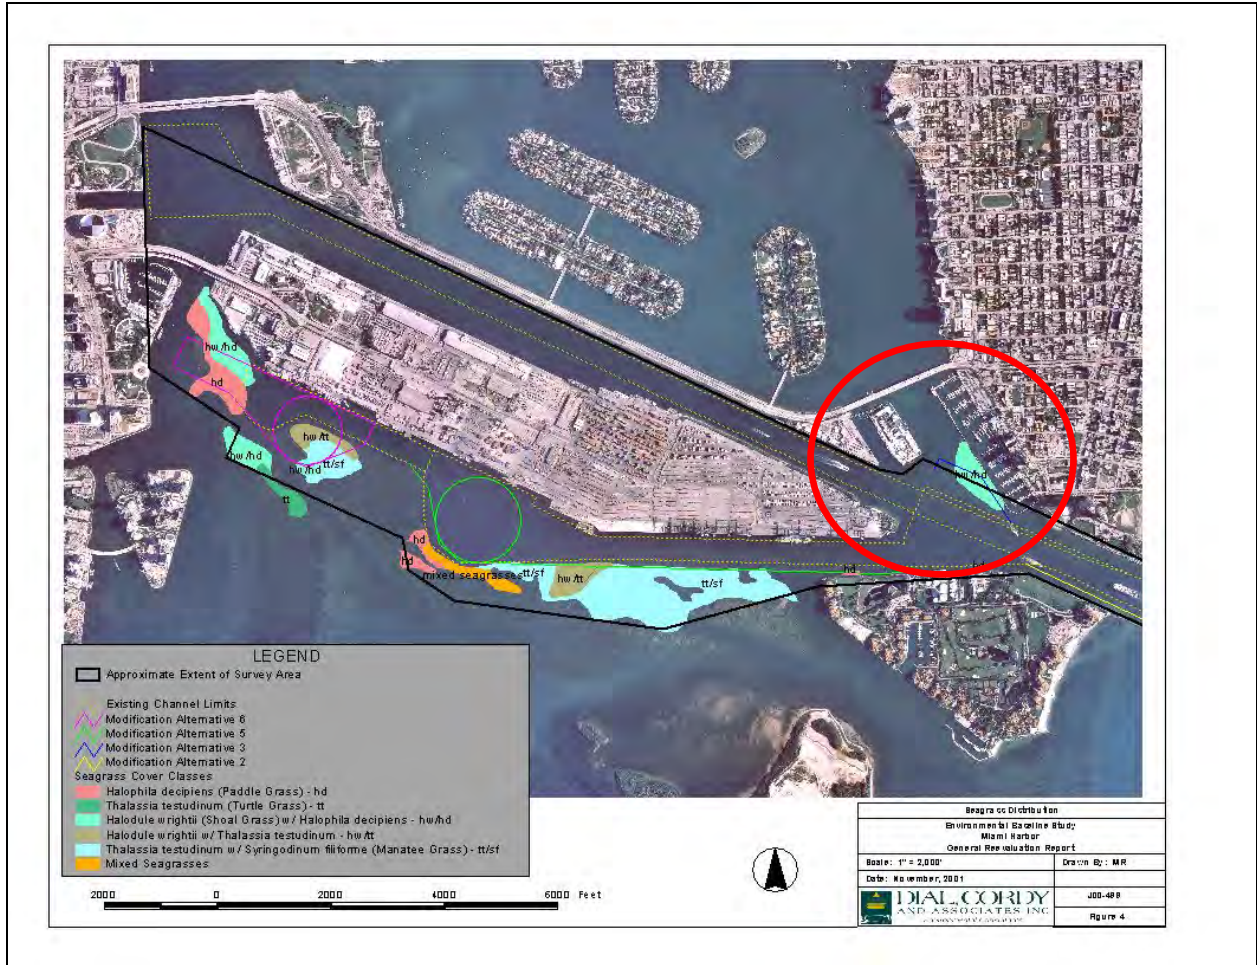 hw/hd
hd
hw/tt
hw/hd
hw/hd
tt/sf
tt
hd
hd
mixed seagrasses
tt/sf
hw/tt
tt/sf
hd
hd
hw/hd
LEGEND
Approximate Extent of Survey Area
Existing Channel Limits
Modification Alternative 6
Modification Alternative 5
Modification Alternative 3
Modification Alternative 2
Seagrass Cover Classes
Halophila decipiens (Paddle Grass) - hd
Thalassia testudinum (Turtle Grass) - tt
Halodule wrightii (Shoal Grass) w/ Halophila decipiens - hw/hd
Halodule wrightii w/ Thalassia testudinum - hw/tt
Thalassia testudinum w/ Syringodinum filiforme (Manatee Grass) - tt/sf
Mixed Seagrasses
2000 0 2000 4000 6000 Feet
Seagrass Distribution
Environmental Baseline Study
Miami Harbor
General Reevaluation Report
Scale: 1" = 2,000'
Drawn By: MR
Date: November, 2001
DIAL CORDY
AND ASSOCIATES INC
J00-499
Figure 4